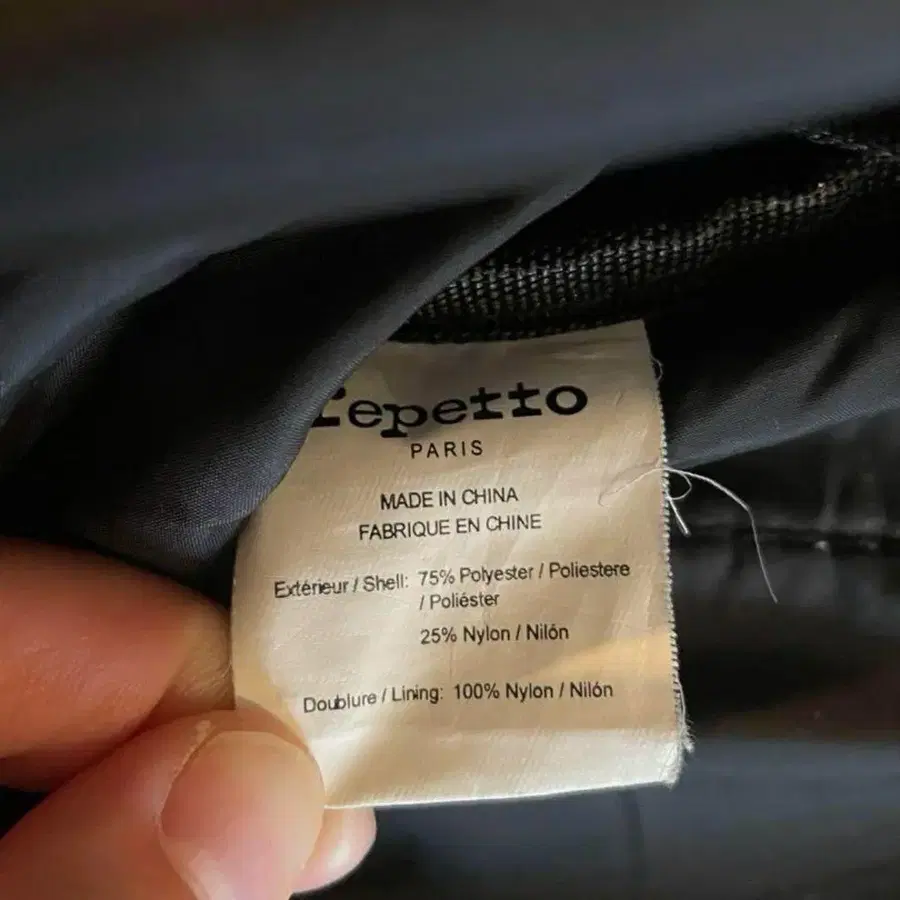 repetto
PARIS
MADE IN CHINA
FABRIQUE EN CHINE
Extérieur / Shell: 75% Polyester / Poliestere
/ Poliéster
25% Nylon / Nilón
Doublure / Lining: 100% Nylon / Nilón